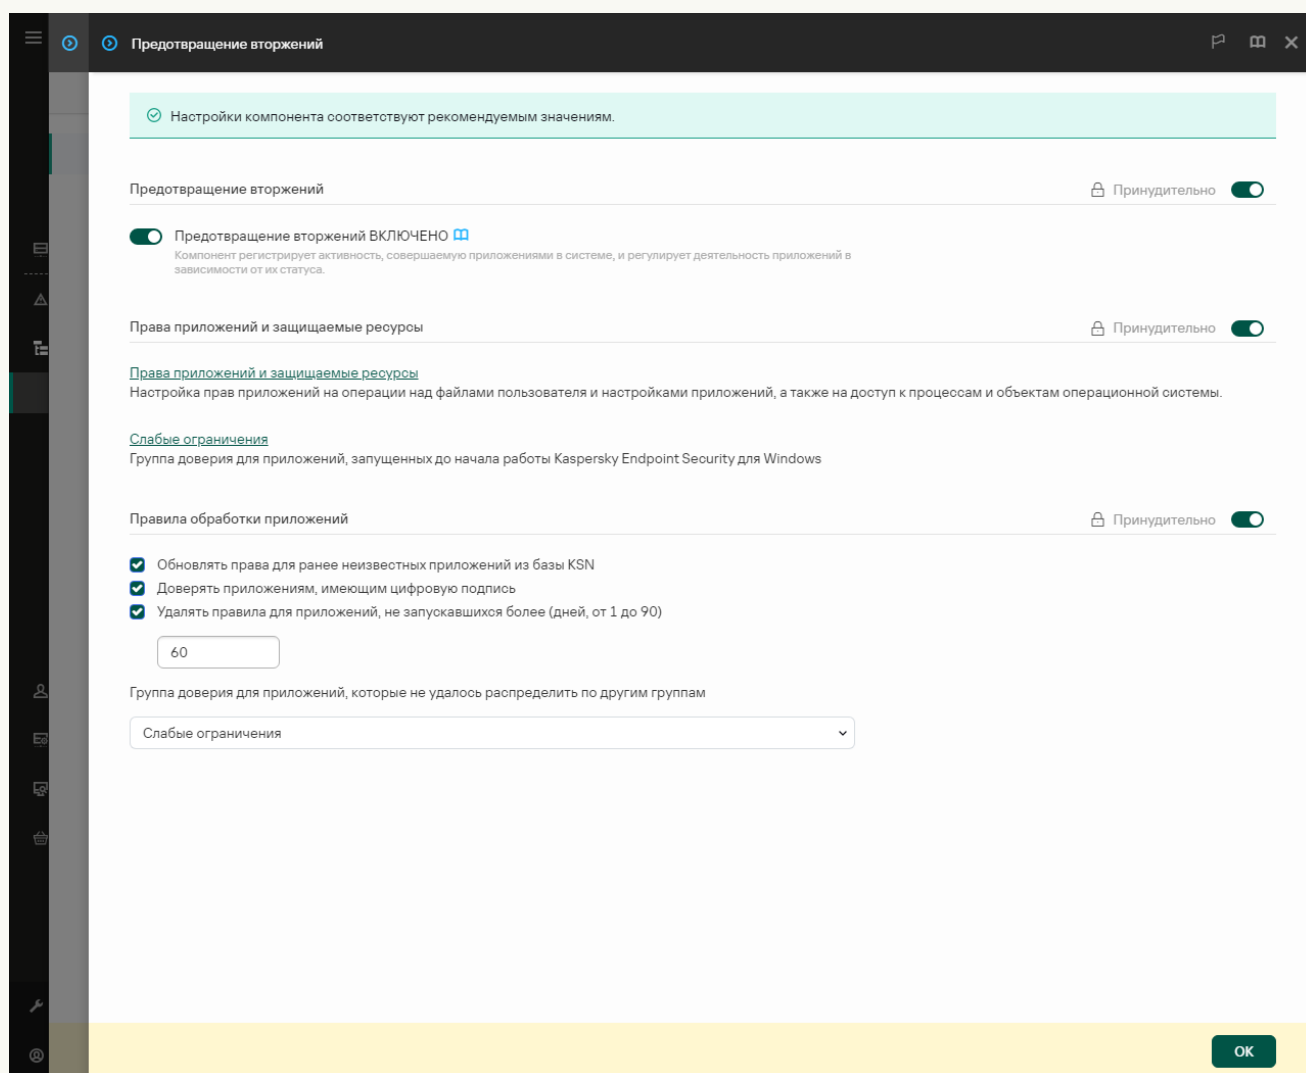 Предотвращение вторжений
Настройки компонента соответствуют рекомендуемым значениям.
Предотвращение вторжений
Принудительно
Предотвращение вторжений ВКЛЮЧЕНО
Компонент регистрирует активность, совершаемую приложениями в системе, и регулирует деятельность приложений в
зависимости от их статуса.
Права приложений и защищаемые ресурсы
Принудительно
Права приложений и защищаемые ресурсы
Настройка прав приложений на операции над файлами пользователя и настройками приложений, а также на доступ к процессам и объектам операционной системы.
Слабые ограничения
Группа доверия для приложений, запущенных до начала работы Kaspersky Endpoint Security для Windows
Правила обработки приложений
Принудительно
Обновлять права для ранее неизвестных приложений из базы KSN
Доверять приложениям, имеющим цифровую подпись
Удалять правила для приложений, не запускавшихся более (дней, от 1 до 90)
60
Группа доверия для приложений, которые не удалось распределить по другим группам
Слабые ограничения
OK